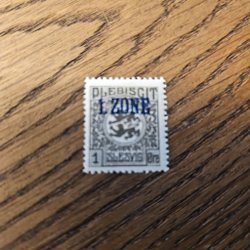 PLEBISCIT
1. ZONE
SLESVIG
1 Øre